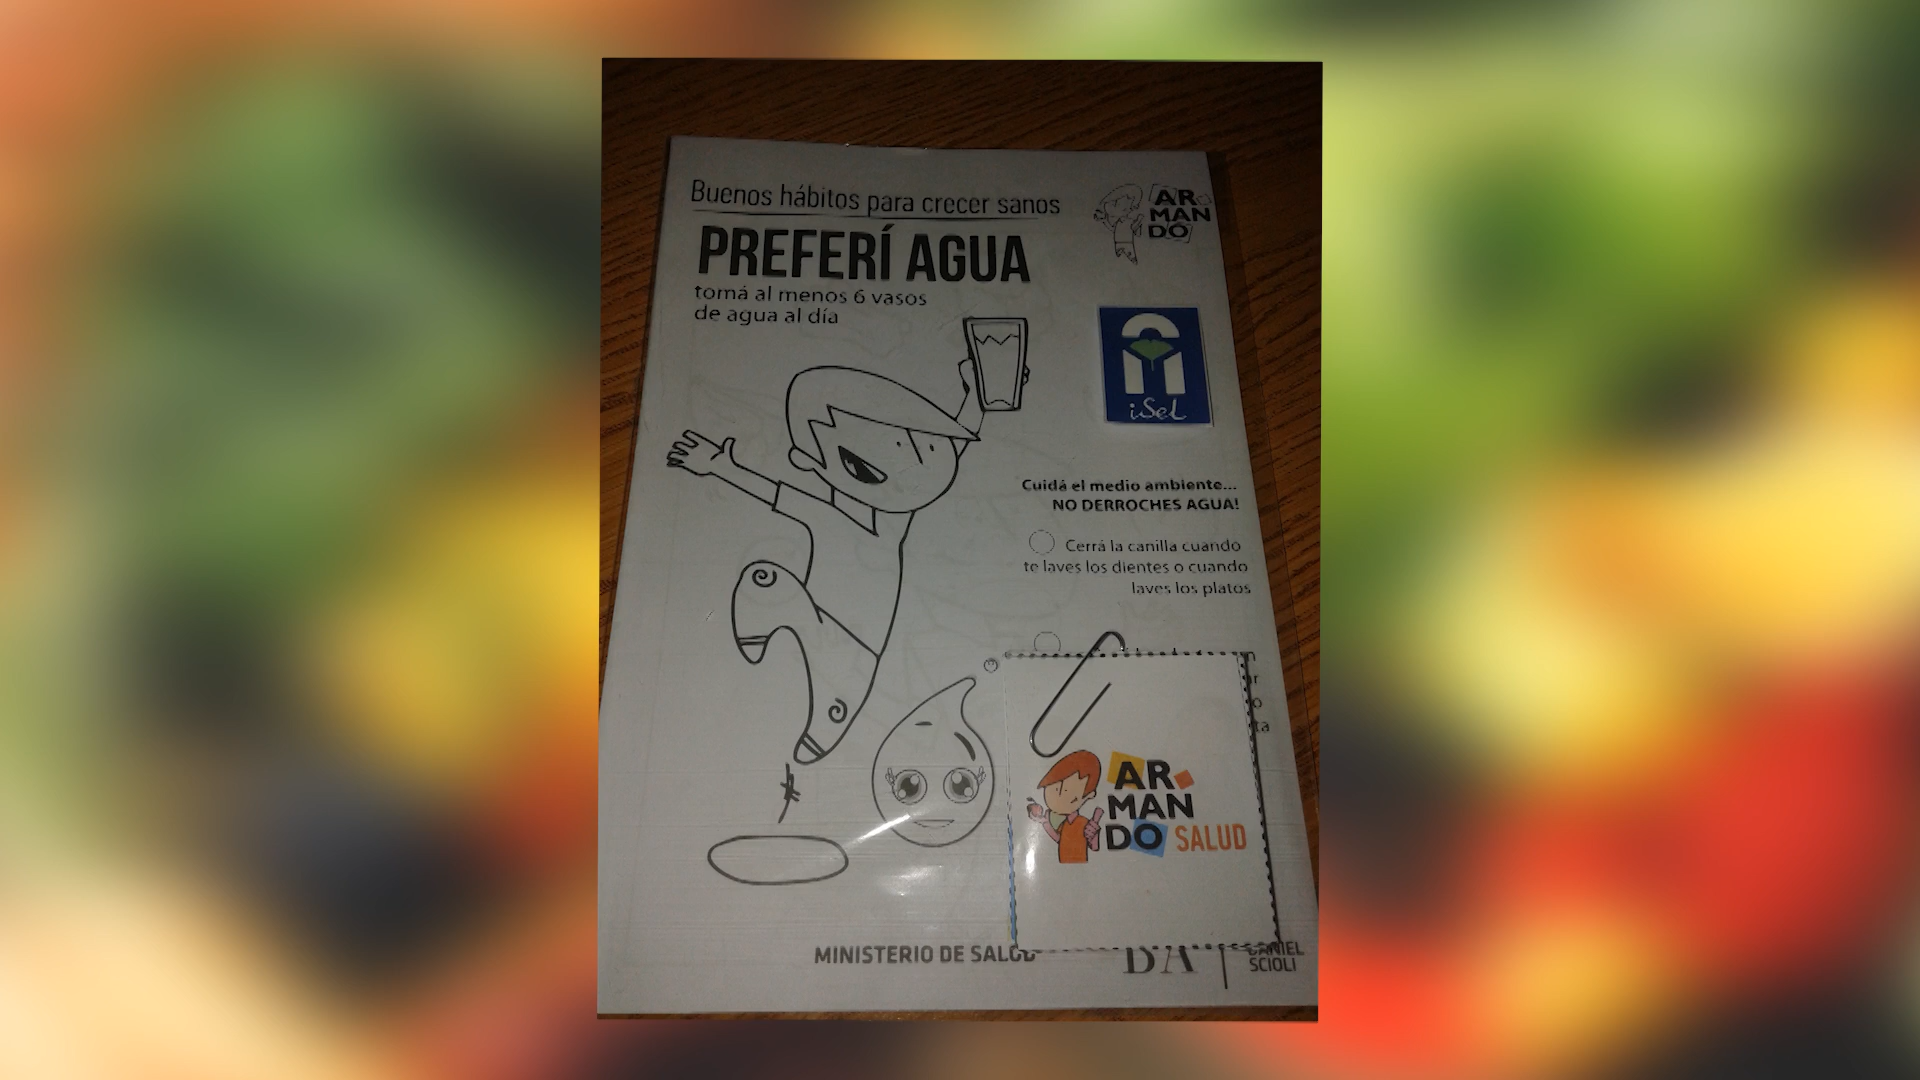 Buenos hábitos para crecer sanos
PREFERÍ AGUA
tomá al menos 6 vasos
de agua al día
AR
MAN
DO
iSeL
Cuidá el medio ambiente...
NO DERROCHES AGUA!
Cerrá la canilla cuando
te laves los dientes o cuando
laves los platos
AR
MAN
DO SALUD
MINISTERIO DE SALUD
BA
DANIEL
SCIOLI